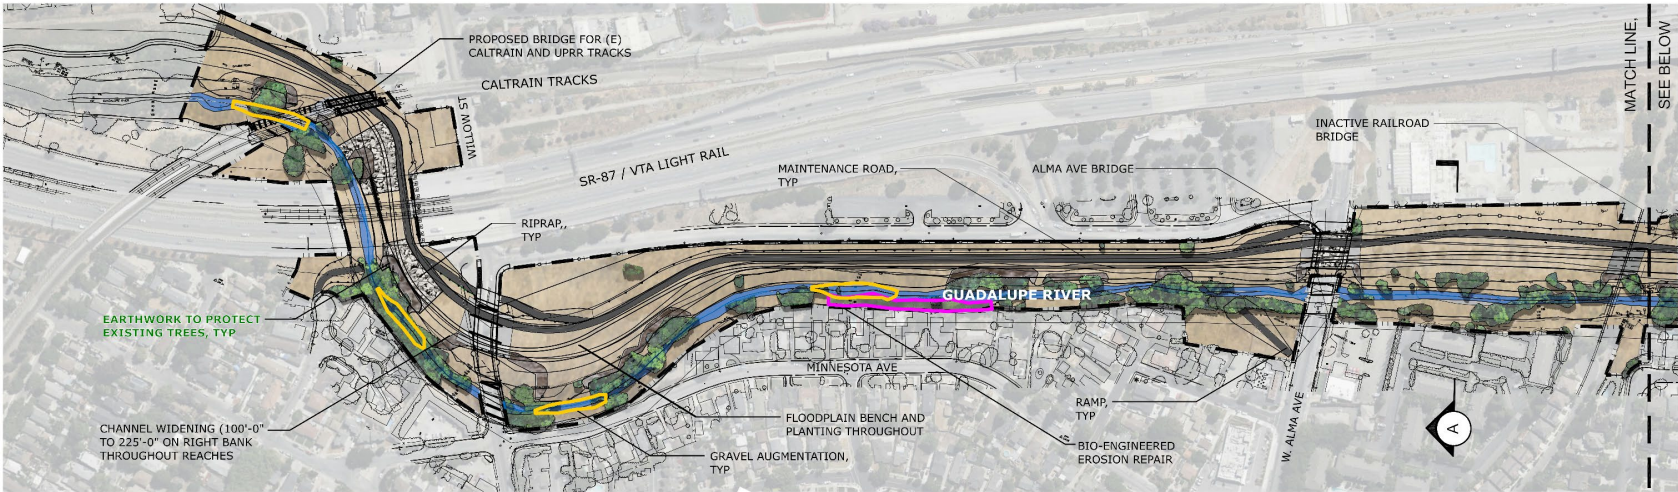 PROPOSED BRIDGE FOR (E)
CALTRAIN AND UPRR TRACKS
CALTRAIN TRACKS
WILLOW ST
SR-87 / VTA LIGHT RAIL
MAINTENANCE ROAD,
TYP
ALMA AVE BRIDGE
INACTIVE RAILROAD
BRIDGE
MATCH LINE,
SEE BELOW
RIPRAP,,
TYP
GUADALUPE RIVER
EARTHWORK TO PROTECT
EXISTING TREES, TYP
MINNESOTA AVE
CHANNEL WIDENING (100'-0"
TO 225'-0" ON RIGHT BANK
THROUGHOUT REACHES
FLOODPLAIN BENCH AND
PLANTING THROUGHOUT
GRAVEL AUGMENTATION,
TYP
RAMP,
TYP
BIO-ENGINEERED
EROSION REPAIR
W. ALMA AVE
A